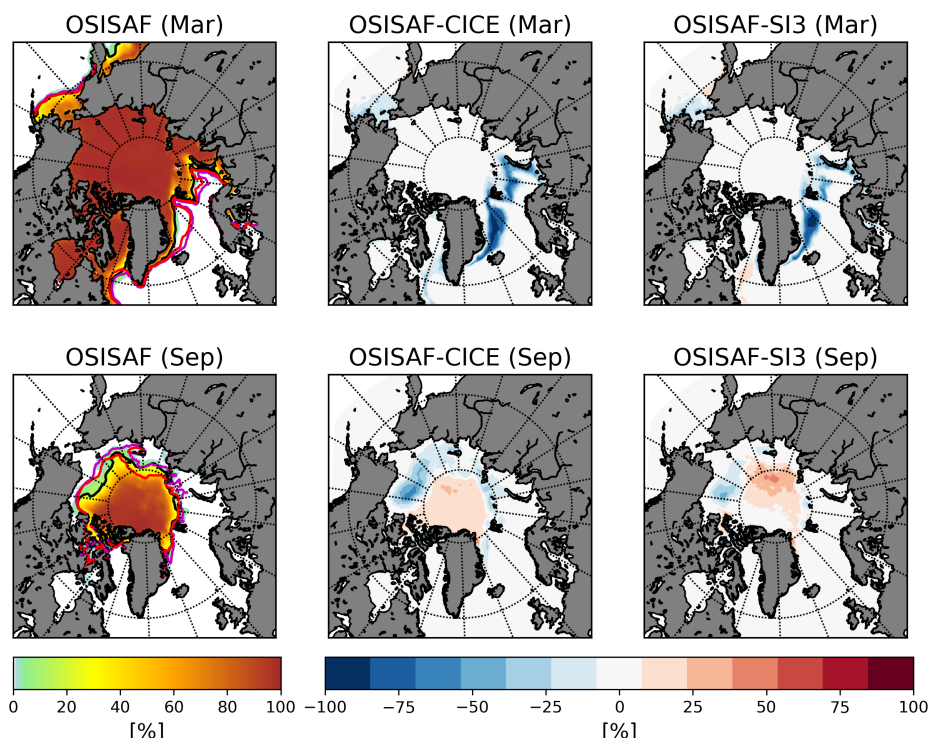 OSISAF (Mar) OSISAF-CICE (Mar) OSISAF-SI3 (Mar)
OSISAF (Sep) OSISAF-CICE (Sep) OSISAF-SI3 (Sep)
0 20 40 60 80 100 −100 −75 −50 −25 0 25 50 75 100
[%] [%]